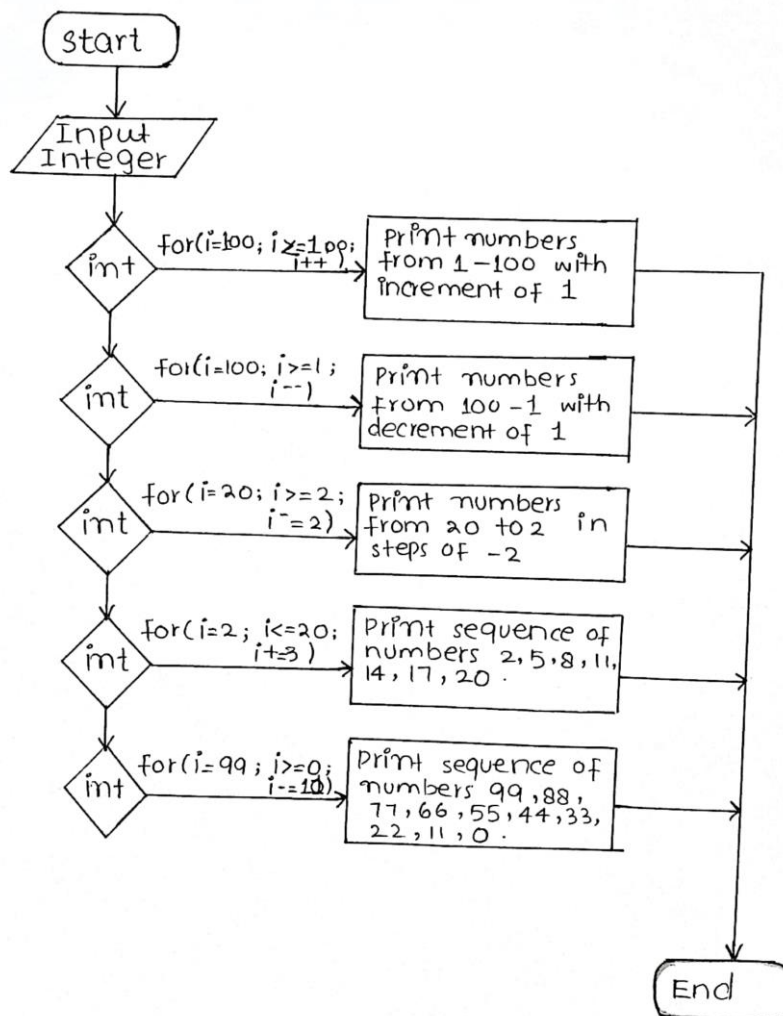 start
Input
Integer
int
for(i=100; i>=100;
i++)
Print numbers
from 1-100 with
increment of 1
int
for(i=100; i>=1;
i--)
Print numbers
from 100-1 with
decrement of 1
int
for(i=20; i>=2;
i-=2)
Print numbers
from 20 to 2 in
steps of -2
int
for(i=2; i<=20;
i+=3)
Print sequence of
numbers 2, 5, 8, 11,
14, 17, 20.
int
for(i=99; i>=0;
Print sequence of
numbers 99, 88,
77, 66, 55, 44, 33,
22, 11, 0.
End